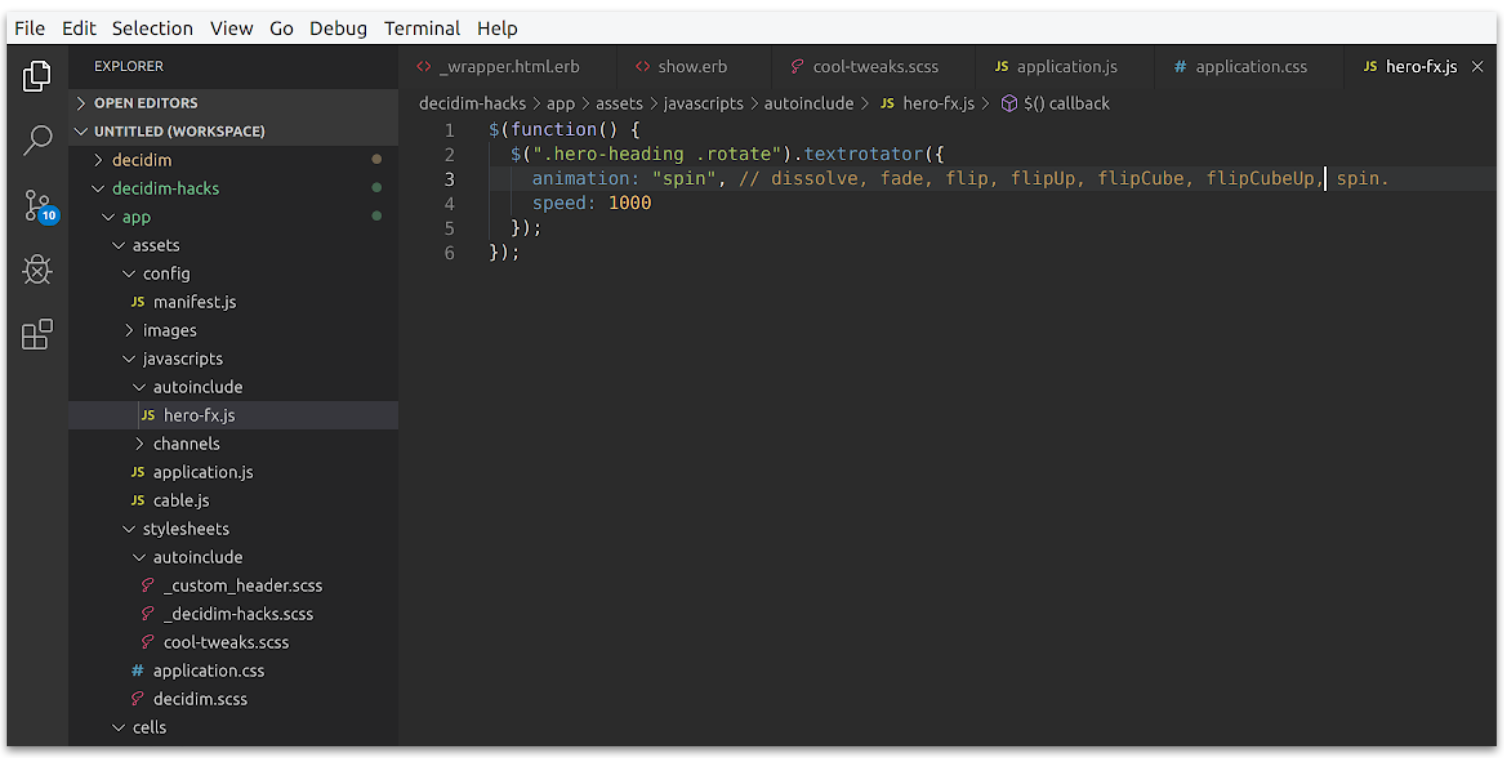 File Edit Selection View Go Debug Terminal Help
EXPLORER
OPEN EDITORS
UNTITLED (WORKSPACE)
decidim
decidim-hacks
app
assets
config
JS manifest.js
images
javascripts
autoinclude
JS hero-fx.js
channels
JS application.js
JS cable.js
stylesheets
autoinclude
_custom_header.scss
_decidim-hacks.scss
cool-tweaks.scss
# application.css
decidim.scss
cells
10
<> _wrapper.html.erb <> show.erb cool-tweaks.scss JS application.js # application.css JS hero-fx.js ×
decidim-hacks > app > assets > javascripts > autoinclude > JS hero-fx.js > $() callback
1 $(function() {
2 $(".hero-heading .rotate").textrotator({
3 animation: "spin", // dissolve, fade, flip, flipUp, flipCube, flipCubeUp, spin.
4 speed: 1000
5 });
6 });